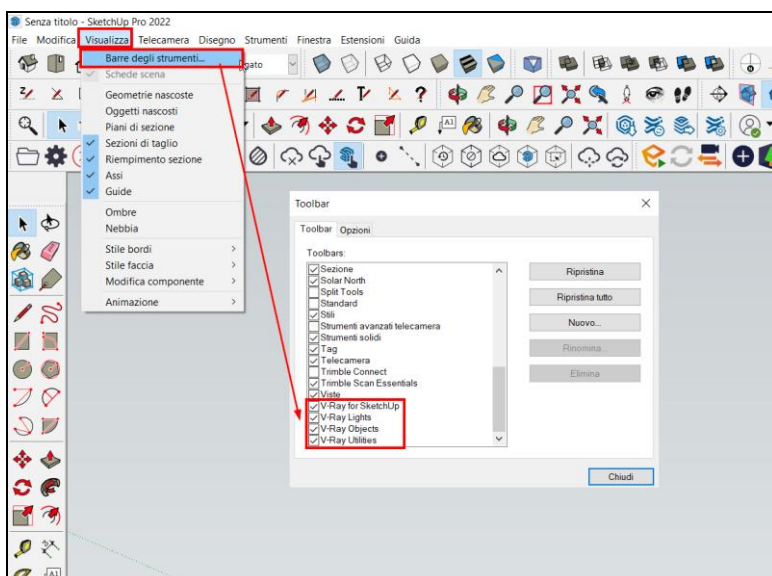 Senza titolo - SketchUp Pro 2022
File Modifica Visualizza Telecamera Disegno Strumenti Finestra Estensioni Guida
Barre degli strumenti...
Schede scena
Geometrie nascoste
Oggetti nascosti
Piani di sezione
Sezioni di taglio
Riempimento sezione
Assi
Guide
Ombre
Nebbia
Stile bordi
Stile faccia
Modifica componente
Animazione
Toolbar
Toolbar Opzioni
Toolbars:
Sezione
Solar North
Split Tools
Standard
Stili
Strumenti avanzati telecamera
Strumenti solidi
Tag
Telecamera
Trimble Connect
Trimble Scan Essentials
Viste
V-Ray for SketchUp
V-Ray Lights
V-Ray Objects
V-Ray Utilities
Ripristina
Ripristina tutto
Nuovo...
Rinomina...
Elimina
Chiudi